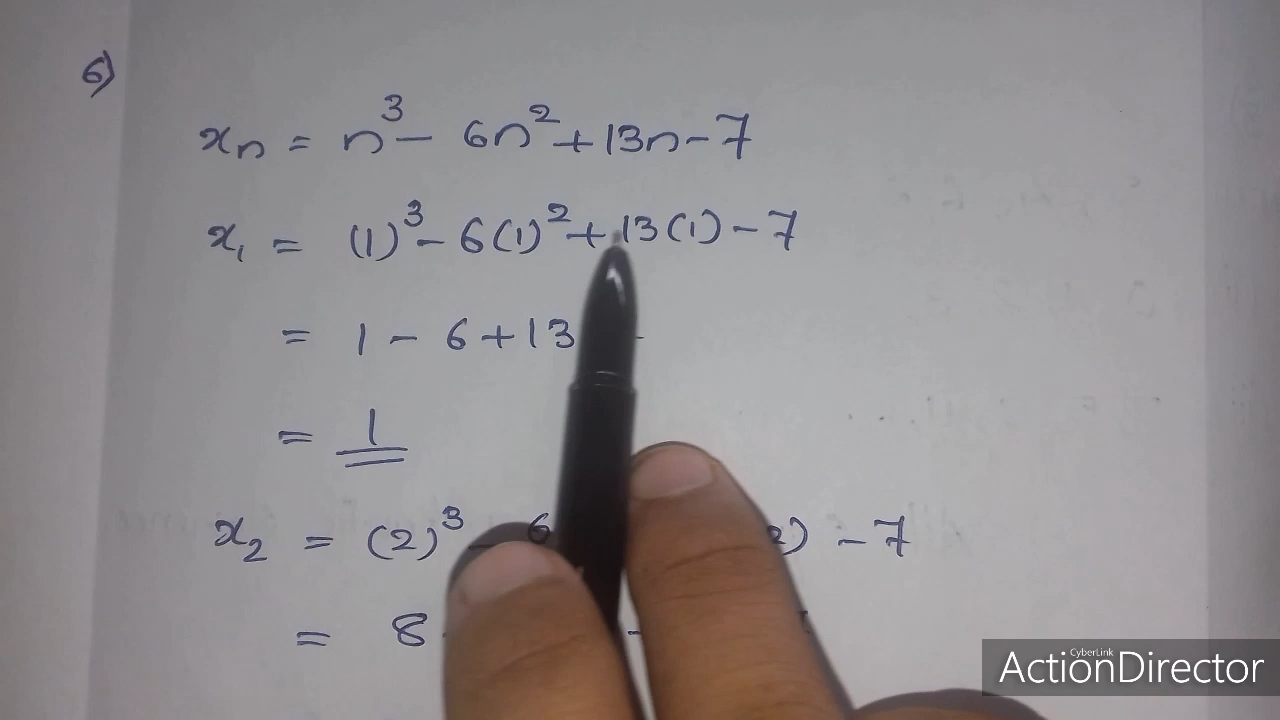 6)
xₙ = n³ - 6n² + 13n - 7
x₁ = (1)³ - 6(1)² + 13(1) - 7
= 1 - 6 + 13 -
= 1
x₂ = (2)³ - 6 2) - 7
= 8
CyberLink
ActionDirector